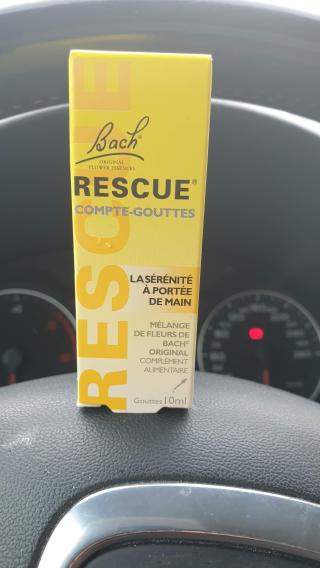 Bach®
ORIGINAL
FLOWER ESSENCES
RESCUE®
COMPTE-GOUTTES
LA SÉRÉNITÉ
À PORTÉE
DE MAIN
MÉLANGE
DE FLEURS DE
BACH®
ORIGINAL
COMPLÉMENT
ALIMENTAIRE
Gouttes 10ml
RESCUE